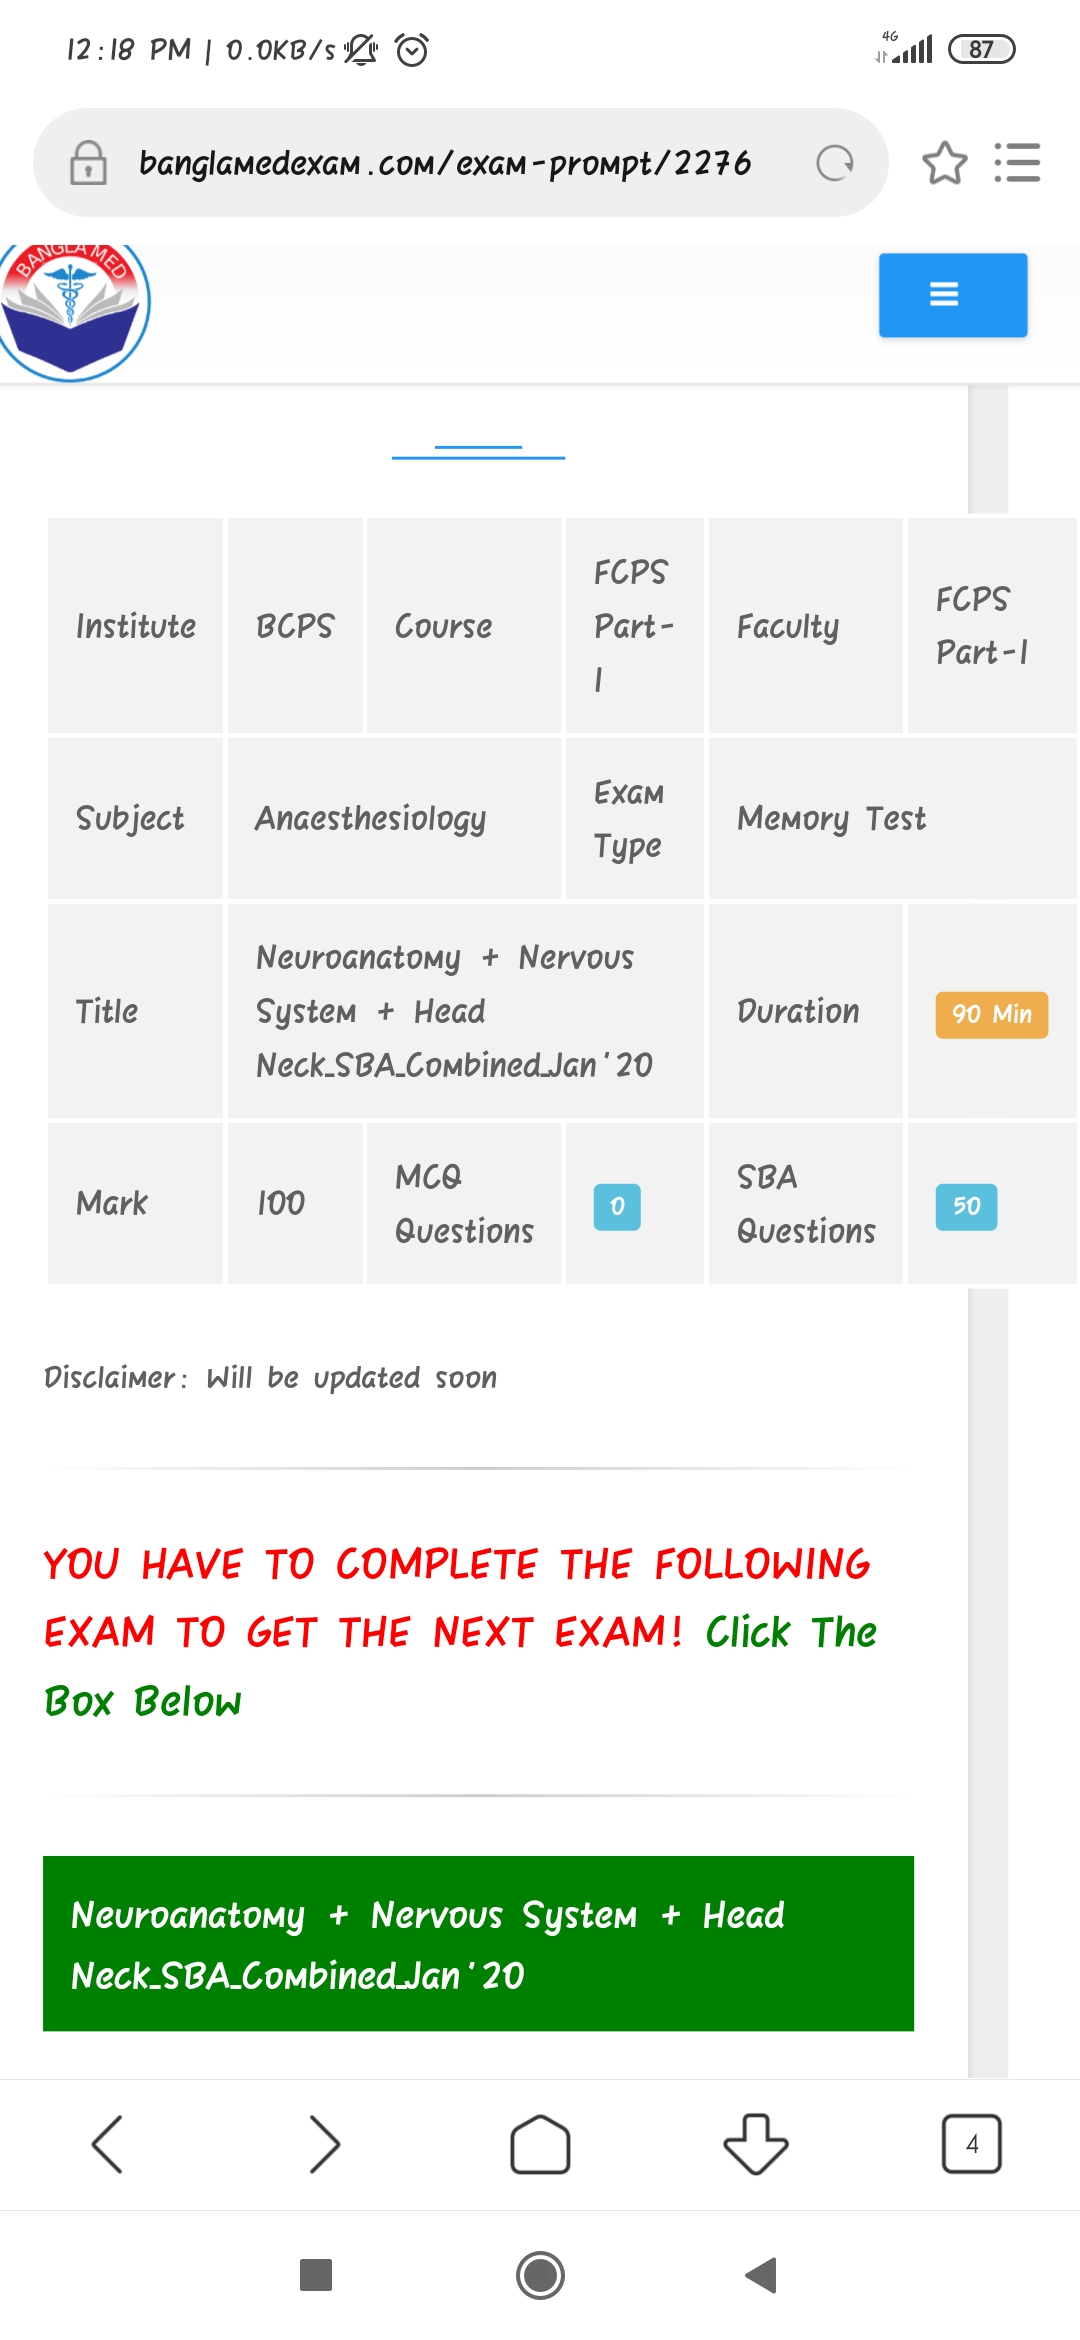 12:18 PM | 0.0KB/s
4G
87
banglamedexam.com/exam-prompt/2276
BANGLA MED
Institute BCPS Course FCPS Part-1 Faculty FCPS Part-1
Subject Anaesthesiology Exam Type Memory Test
Title Neuroanatomy + Nervous System + Head Neck_SBA_Combined_Jan'20 Duration 90 Min
Mark 100 MCQ Questions 0 SBA Questions 50
Disclaimer: Will be updated soon
YOU HAVE TO COMPLETE THE FOLLOWING
EXAM TO GET THE NEXT EXAM! Click The
Box Below
Neuroanatomy + Nervous System + Head
Neck_SBA_Combined_Jan'20
4